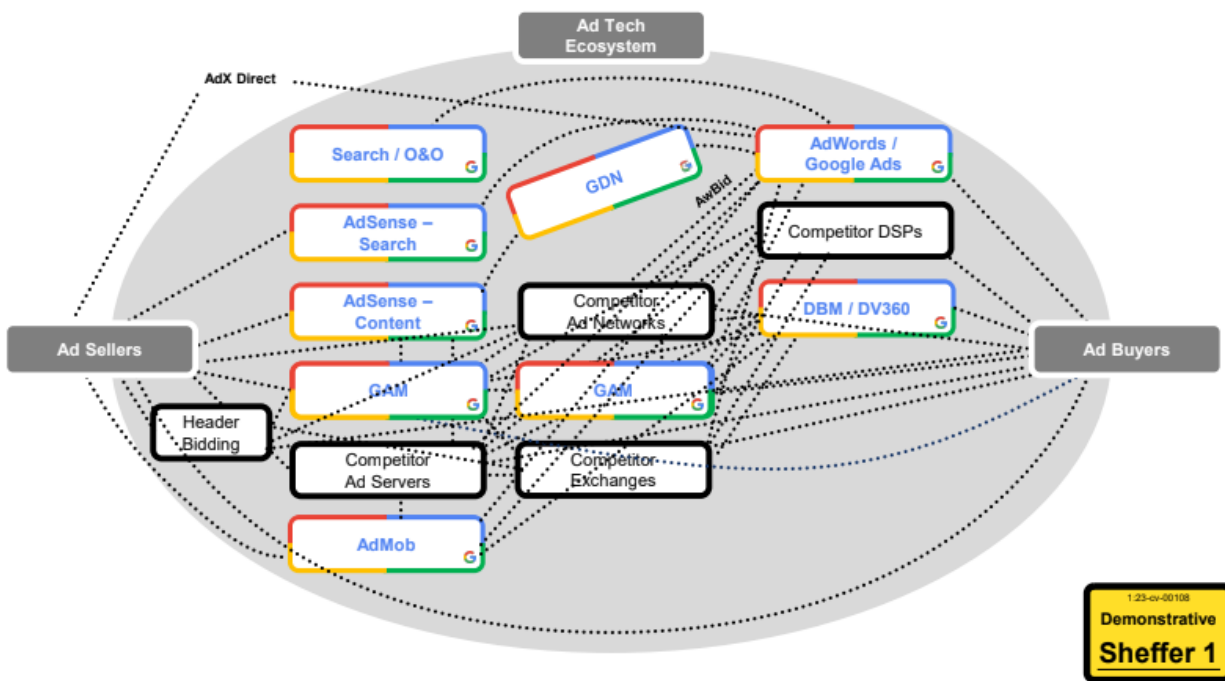 Ad Tech
Ecosystem
AdX Direct
Search / O&O
GDN
AdWords /
Google Ads
AwBid
AdSense –
Search
Competitor DSPs
AdSense –
Content
Competitor
Ad Networks
DBM / DV360
Ad Sellers
Ad Buyers
GAM
GAM
Header
Bidding
Competitor
Ad Servers
Competitor
Exchanges
AdMob
1:23-cv-00108
Demonstrative
Sheffer 1